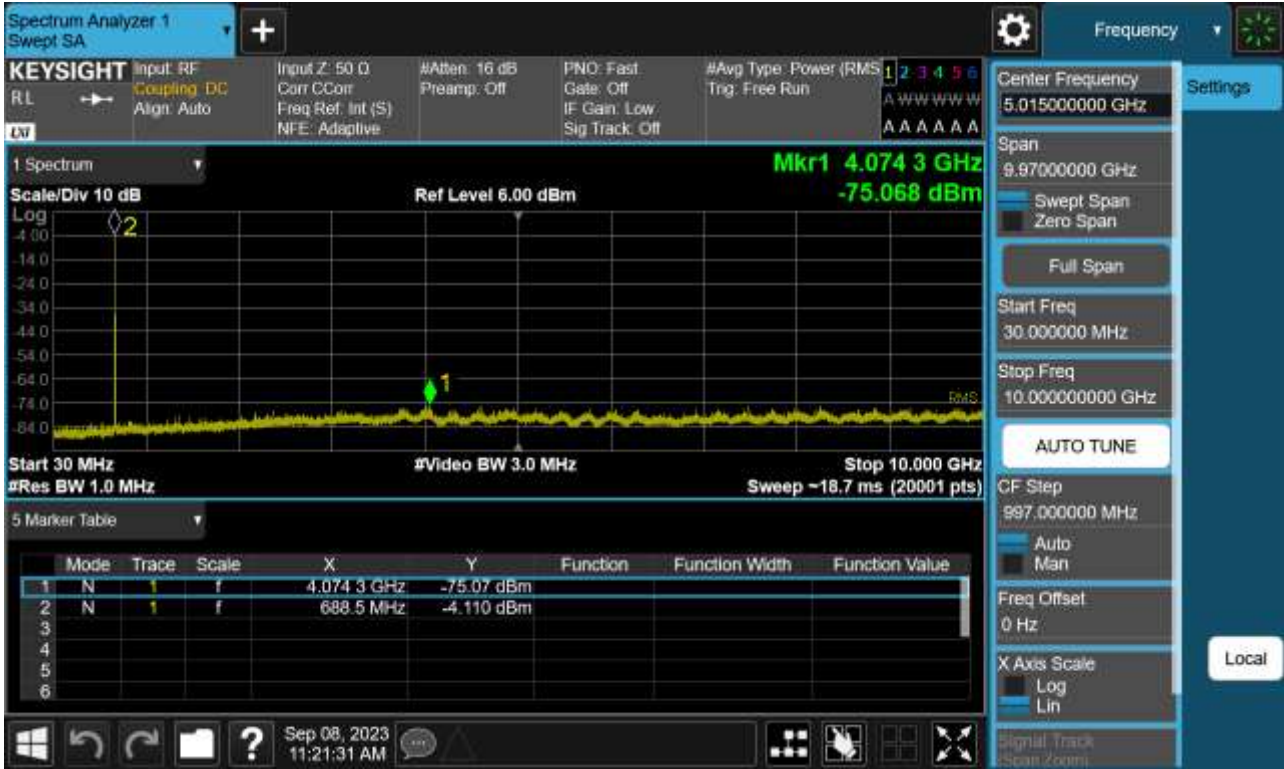 Spectrum Analyzer 1
Swept SA
+
Frequency
KEYSIGHT
RL
LXI
Input: RF
Coupling: DC
Align: Auto
Input Z: 50 Ω
Corr CCorr
Freq Ref: Int (S)
NFE: Adaptive
#Atten: 16 dB
Preamp: Off
PNO: Fast
Gate: Off
IF Gain: Low
Sig Track: Off
#Avg Type: Power (RMS
Trig: Free Run
1 2 3 4 5 6
A W W W W W
A A A A A A
1 Spectrum
Scale/Div 10 dB
Ref Level 6.00 dBm
Mkr1 4.074 3 GHz
-75.068 dBm
Log
-4.00
-14.0
-24.0
-34.0
-44.0
-54.0
-64.0
-74.0
-84.0
2
1
RMS
Start 30 MHz
#Video BW 3.0 MHz
Stop 10.000 GHz
#Res BW 1.0 MHz
Sweep ~18.7 ms (20001 pts)
5 Marker Table
Mode Trace Scale X Y Function Function Width Function Value
1 N 1 f 4.074 3 GHz -75.07 dBm
2 N 1 f 688.5 MHz -4.110 dBm
3
4
5
6
?
Sep 08, 2023
11:21:31 AM
Center Frequency
5.015000000 GHz
Settings
Span
9.97000000 GHz
Swept Span
Zero Span
Full Span
Start Freq
30.000000 MHz
Stop Freq
10.000000000 GHz
AUTO TUNE
CF Step
997.000000 MHz
Auto
Man
Freq Offset
0 Hz
X Axis Scale
Log
Lin
Local
Signal Track
(Span Zoom)